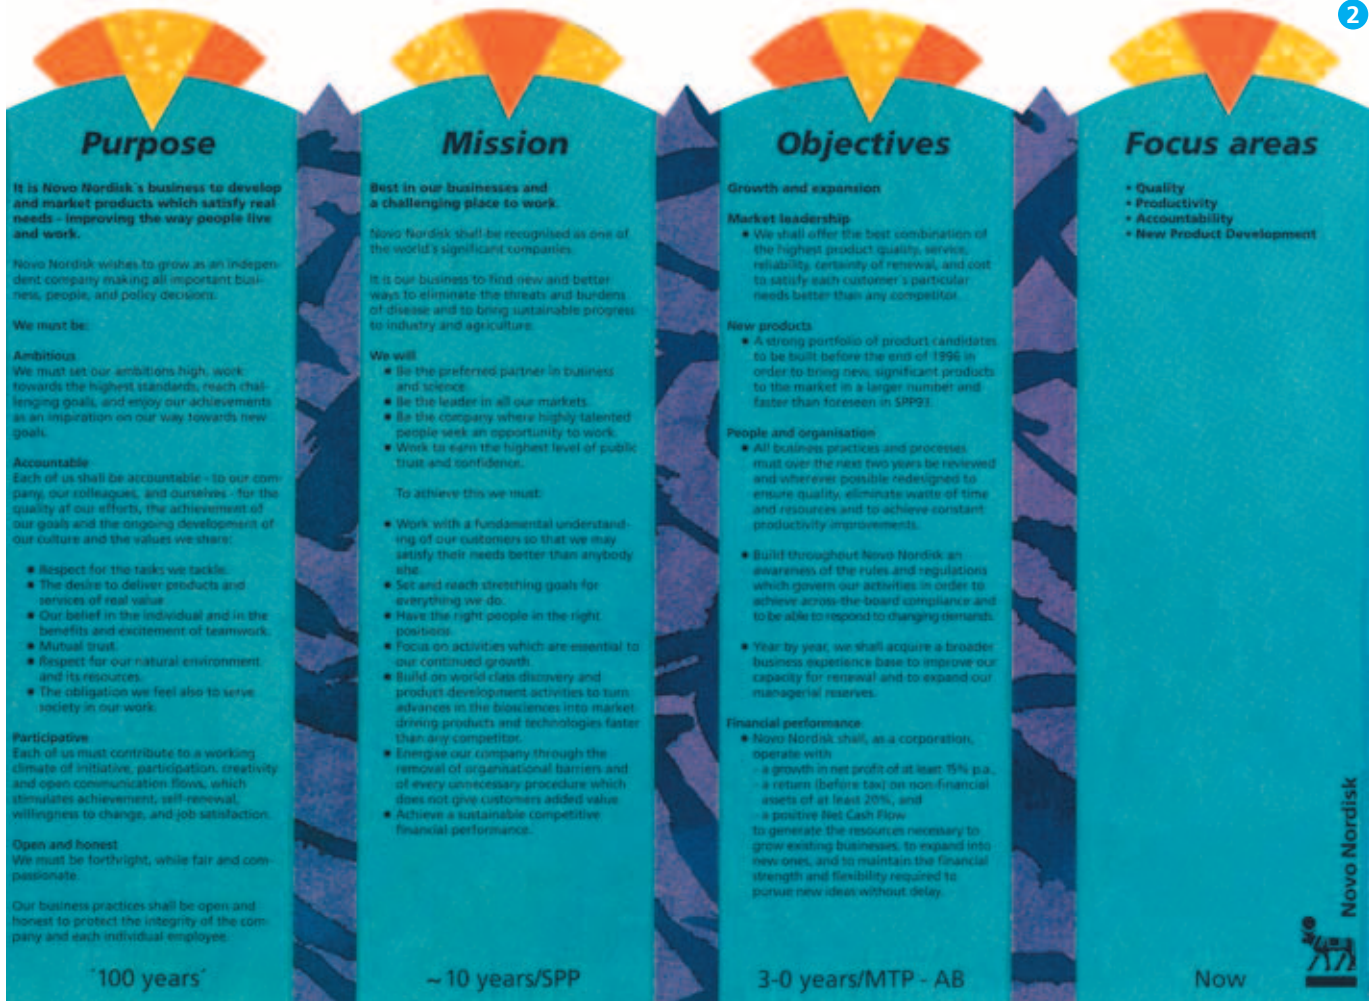 2
Purpose
It is Novo Nordisk's business to develop
and market products which satisfy real
needs - improving the way people live
and work.
Novo Nordisk wishes to grow as an indepen-
dent company making all important busi-
ness, people, and policy decisions.
We must be:
Ambitious
We must set our ambitions high, work
towards the highest standards, reach chal-
lenging goals, and enjoy our achievements
as an inspiration on our way towards new
goals.
Accountable
Each of us shall be accountable - to our com-
pany, our colleagues, and ourselves - for the
quality of our efforts, the achievement of
our goals and the ongoing development of
our culture and the values we share:
• Respect for the tasks we tackle.
• The desire to deliver products and
services of real value
• Our belief in the individual and in the
benefits and excitement of teamwork.
• Mutual trust.
• Respect for our natural environment
and its resources.
• The obligation we feel also to serve
society in our work.
Participative
Each of us must contribute to a working
climate of initiative, participation, creativity
and open communication flows, which
stimulates achievement, self-renewal,
willingness to change, and job satisfaction.
Open and honest
We must be forthright, while fair and com-
passionate.
Our business practices shall be open and
honest to protect the integrity of the com-
pany and each individual employee.
'100 years'
Mission
Best in our businesses and
a challenging place to work.
Novo Nordisk shall be recognised as one of
the world's significant companies.
It is our business to find new and better
ways to eliminate the threats and burdens
of disease and to bring sustainable progress
to industry and agriculture.
We will
• Be the preferred partner in business
and science.
• Be the leader in all our markets.
• Be the company where highly talented
people seek an opportunity to work.
• Work to earn the highest level of public
trust and confidence.
To achieve this we must:
• Work with a fundamental understand-
ing of our customers so that we may
satisfy their needs better than anybody
• Set and reach stretching goals for
everything we do.
• Have the right people in the right
positions.
• Focus on activities which are essential to
our continued growth.
• Build on world class discovery and
product development activities to turn
advances in the biosciences into market
driving products and technologies faster
than any competitor.
• Energise our company through the
removal of organisational barriers and
of every unnecessary procedure which
does not give customers added value
• Achieve a sustainable competitive
financial performance.
~ 10 years/SPP
Objectives
Growth and expansion
Market leadership
• We shall offer the best combination of
the highest product quality, service,
reliability, certainty of renewal, and cost
to satisfy each customer's particular
needs better than any competitor.
New products
• A strong portfolio of product candidates
to be built before the end of 1996 in
order to bring new, significant products
to the market in a larger number and
faster than foreseen in SPP93.
People and organisation
• All business practices and processes
must over the next two years be reviewed
and wherever possible redesigned to
ensure quality, eliminate waste of time
and resources and to achieve constant
productivity improvements.
• Build throughout Novo Nordisk an
awareness of the rules and regulations
which govern our activities in order to
achieve across-the-board compliance and
to be able to respond to changing demands.
• Year by year, we shall acquire a broader
business experience base to improve our
capacity for renewal and to expand our
managerial reserves.
Financial performance
• Novo Nordisk shall, as a corporation,
operate with
- a growth in net profit of at least 15% p.a.,
- a return (before tax) on non-financial
assets of at least 20%, and
- a positive Net Cash Flow
to generate the resources necessary to
grow existing businesses, to expand into
new ones, and to maintain the financial
strength and flexibility required to
pursue new ideas without delay.
3-0 years/MTP - AB
Focus areas
• Quality
• Productivity
• Accountability
• New Product Development
Now
Novo Nordisk